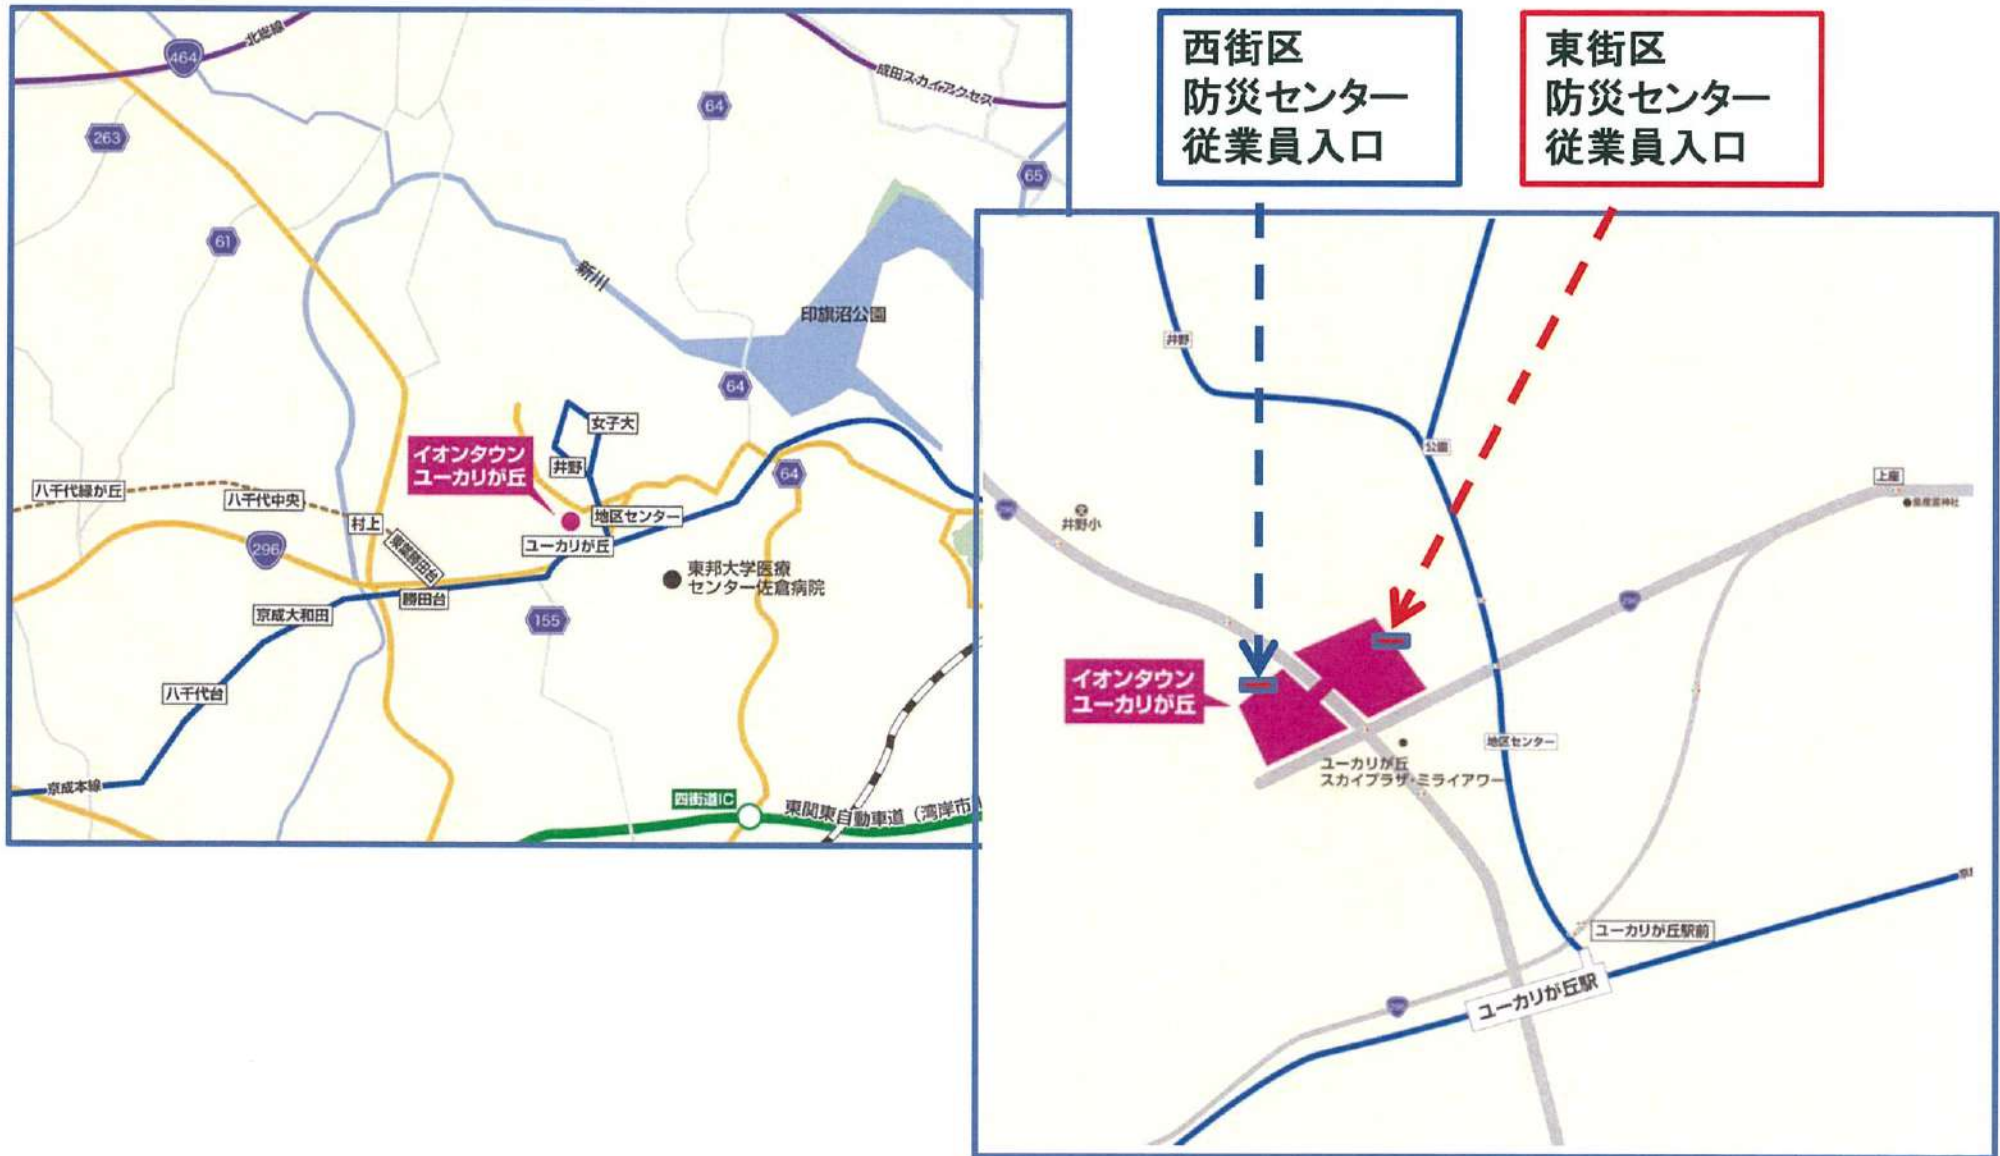 西街区
防災センター
従業員入口
東街区
防災センター
従業員入口
464
北総線
成田スカイアクセス
263
64
65
61
新川
印旛沼公園
64
女子大
井野
イオンタウン
ユーカリが丘
64
八千代緑が丘
八千代中央
村上
東葉勝田台
地区センター
ユーカリが丘
296
東邦大学医療
センター佐倉病院
勝田台
京成大和田
155
八千代台
京成本線
四街道IC
東関東自動車道（湾岸市
井野
公園
上座
296
井野小
296
イオンタウン
ユーカリが丘
地区センター
ユーカリが丘
スカイプラザ・ミライアワー
ユーカリが丘駅前
ユーカリが丘駅
296